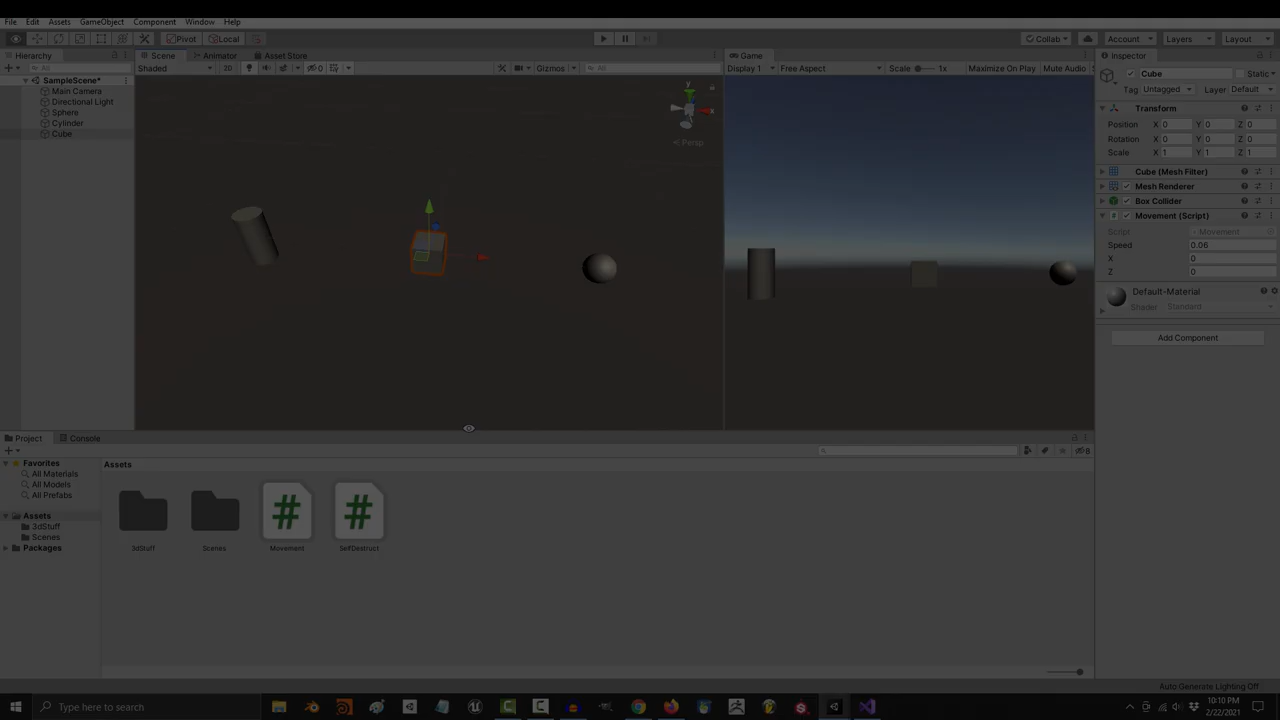 File Edit Assets GameObject Component Window Help
Pivot Local Collab Account Layers Layout
Hierarchy Scene Animator Asset Store Game Inspector
All Shaded 2D 0 Gizmos All Display 1 Free Aspect Scale 1x Maximize On Play Mute Audio
Cube Static
SampleScene*
Main Camera
Directional Light
Sphere
Cylinder
Cube
y
x
Persp
Tag Untagged Layer Default
Transform
Position X 0 Y 0 Z 0
Rotation X 0 Y 0 Z 0
Scale X 1 Y 1 Z 1
Cube (Mesh Filter)
Mesh Renderer
Box Collider
# Movement (Script)
Script Movement
Speed 0.06
X 0
Z 0
Default-Material
Shader Standard
Add Component
Project Console
8
Favorites
All Materials
All Models
All Prefabs
Assets
3dStuff
Scenes
Packages
Assets
# #
3dStuff Scenes Movement SelfDestruct
Auto Generate Lighting Off
Type here to search
10:10 PM
2/22/2021